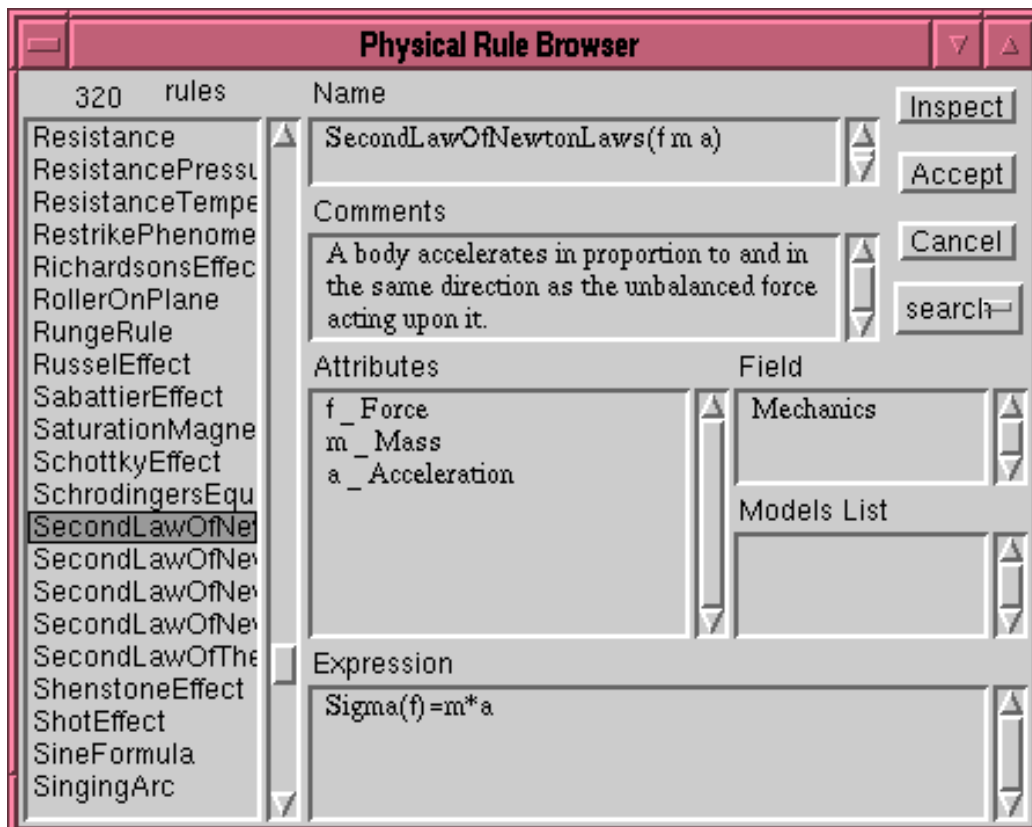 Physical Rule Browser
320 rules
Resistance
ResistancePressu
ResistanceTempe
RestrikePhenome
RichardsonsEffec
RollerOnPlane
RungeRule
RusselEffect
SabattierEffect
SaturationMagne
SchottkyEffect
SchrodingersEqu
SecondLawOfNe
SecondLawOfNe
SecondLawOfNe
SecondLawOfNe
SecondLawOfThe
ShenstoneEffect
ShotEffect
SineFormula
SingingArc
Name
SecondLawOfNewtonLaws(f m a)
Comments
A body accelerates in proportion to and in
the same direction as the unbalanced force
acting upon it.
Attributes
f _ Force
m _ Mass
a _ Acceleration
Field
Mechanics
Models List
Expression
Sigma(f)=m*a
Inspect
Accept
Cancel
search